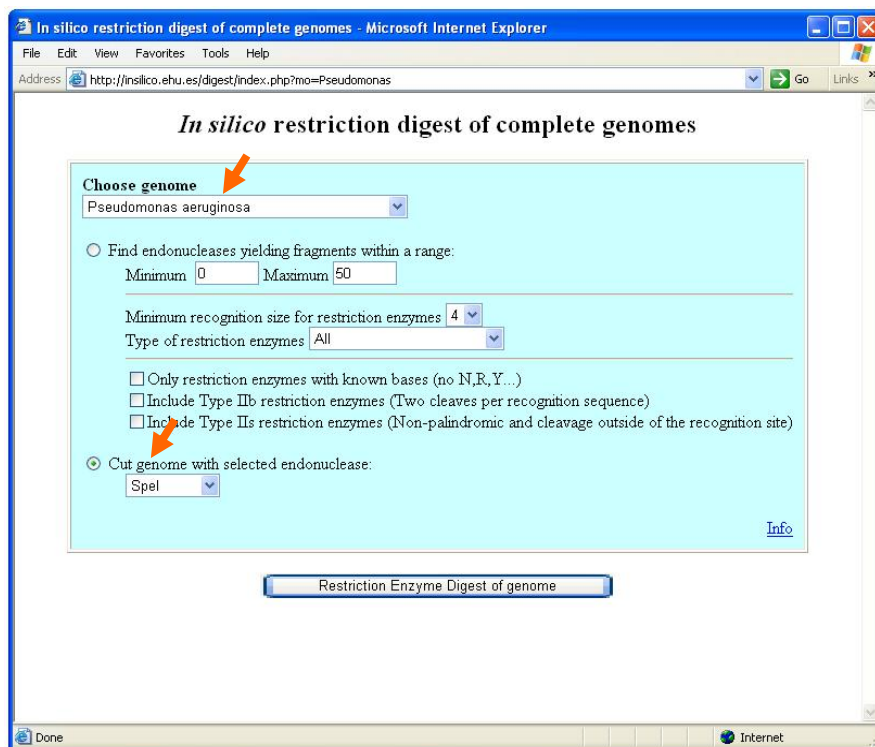 In silico restriction digest of complete genomes - Microsoft Internet Explorer
File Edit View Favorites Tools Help
Address http://insilico.ehu.es/digest/index.php?mo=Pseudomonas Go Links »
In silico restriction digest of complete genomes
Choose genome
Pseudomonas aeruginosa
Find endonucleases yielding fragments within a range:
Minimum 0 Maximum 50
Minimum recognition size for restriction enzymes 4
Type of restriction enzymes All
Only restriction enzymes with known bases (no N,R,Y...)
Include Type IIb restriction enzymes (Two cleaves per recognition sequence)
Include Type IIs restriction enzymes (Non-palindromic and cleavage outside of the recognition site)
Cut genome with selected endonuclease:
SpeI
Info
Restriction Enzyme Digest of genome
Done Internet